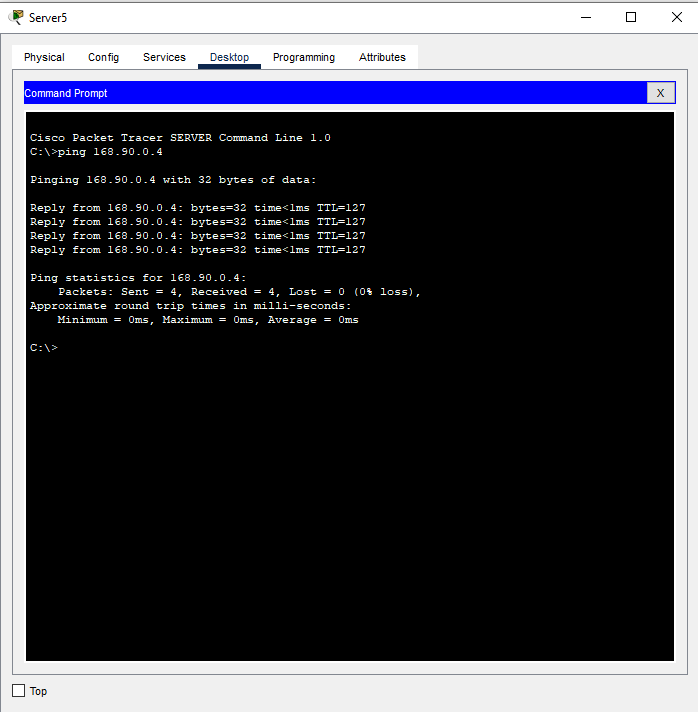 Server5
Physical Config Services Desktop Programming Attributes
Command Prompt X
Cisco Packet Tracer SERVER Command Line 1.0
C:\>ping 168.90.0.4
Pinging 168.90.0.4 with 32 bytes of data:
Reply from 168.90.0.4: bytes=32 time<1ms TTL=127
Reply from 168.90.0.4: bytes=32 time<1ms TTL=127
Reply from 168.90.0.4: bytes=32 time<1ms TTL=127
Reply from 168.90.0.4: bytes=32 time<1ms TTL=127
Ping statistics for 168.90.0.4:
Packets: Sent = 4, Received = 4, Lost = 0 (0% loss),
Approximate round trip times in milli-seconds:
Minimum = 0ms, Maximum = 0ms, Average = 0ms
C:\>
Top